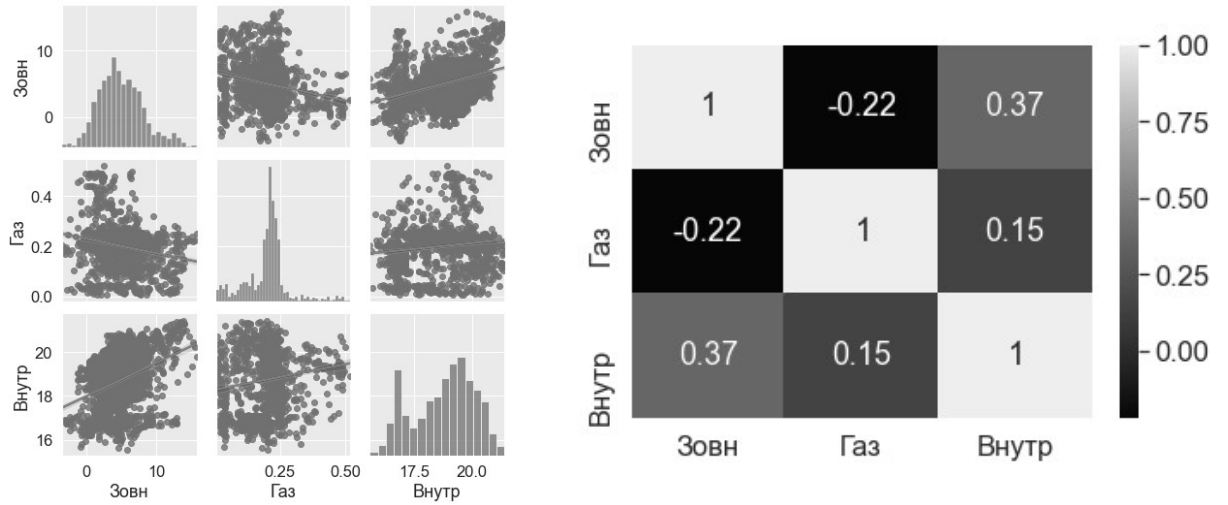 Зовн
10
0
Газ
0.4
0.2
0.0
Внутр
20
18
16
0 10
0.25 0.50
17.5 20.0
Зовн Газ Внутр
Зовн
1 -0.22 0.37
Газ
-0.22 1 0.15
Внутр
0.37 0.15 1
Зовн Газ Внутр
1.00
0.75
0.50
0.25
0.00